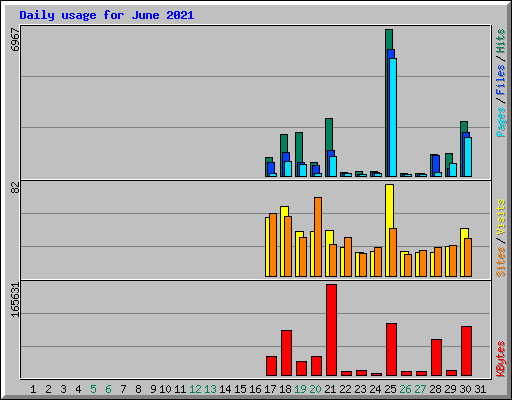 Daily usage for June 2021
6967
82
165631
Pages / Files / Hits
Sites / Visits
KBytes
1 2 3 4 5 6 7 8 9 10 11 12 13 14 15 16 17 18 19 20 21 22 23 24 25 26 27 28 29 30 31